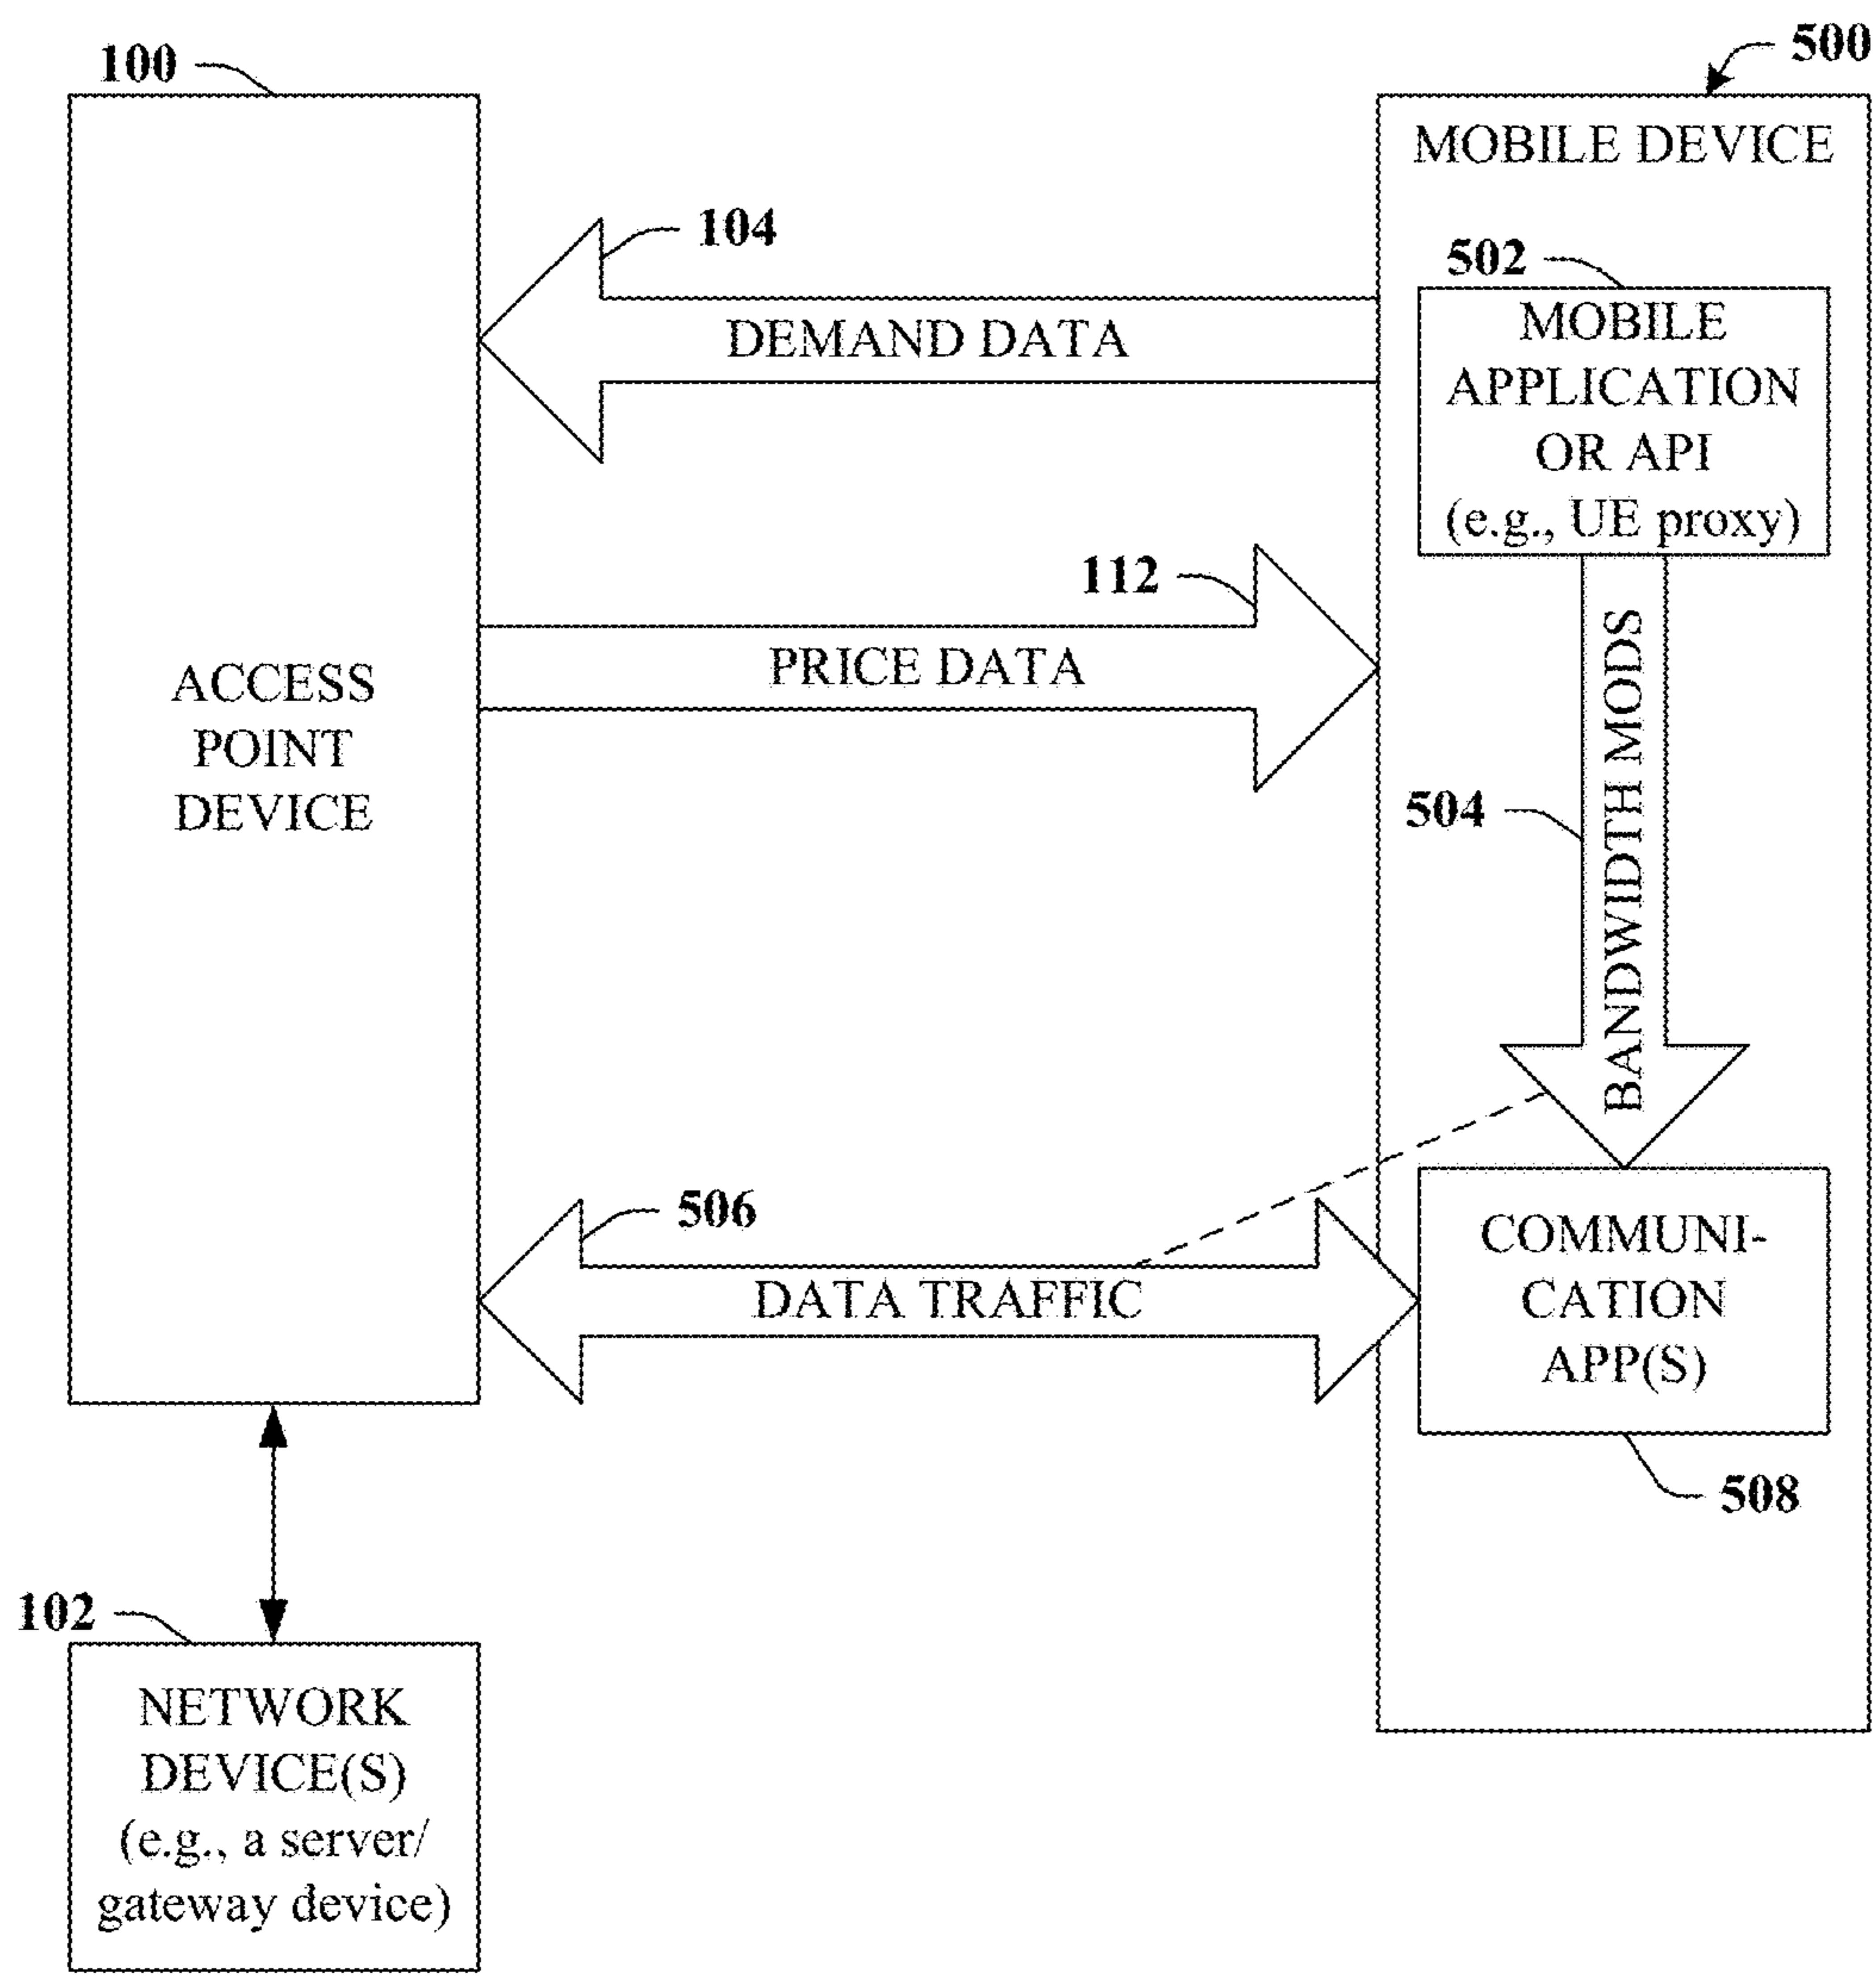 100
500
MOBILE DEVICE
104
502
MOBILE
APPLICATION
OR API
(e.g., UE proxy)
DEMAND DATA
112
PRICE DATA
ACCESS
POINT
DEVICE
504
BANDWIDTH MODS
506
DATA TRAFFIC
COMMUNI-
CATION
APP(S)
508
102
NETWORK
DEVICE(S)
(e.g., a server/
gateway device)